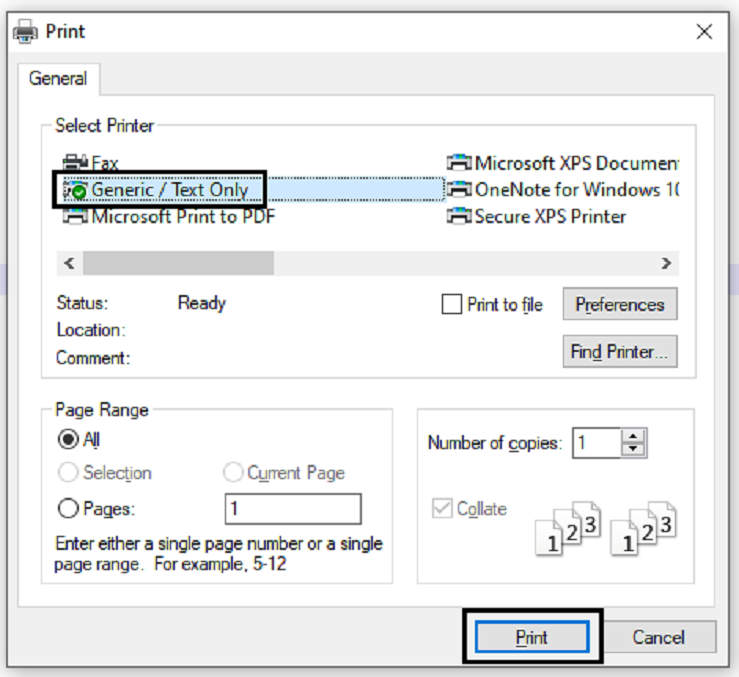 Print
General
Select Printer
Fax
Generic / Text Only
Microsoft Print to PDF
Microsoft XPS Documen
OneNote for Windows 10
Secure XPS Printer
Status: Ready
Location:
Comment:
Print to file
Preferences
Find Printer...
Page Range
All
Selection
Current Page
Pages: 1
Enter either a single page number or a single
page range. For example, 5-12
Number of copies: 1
Collate
1 2 3 1 2 3
Print
Cancel